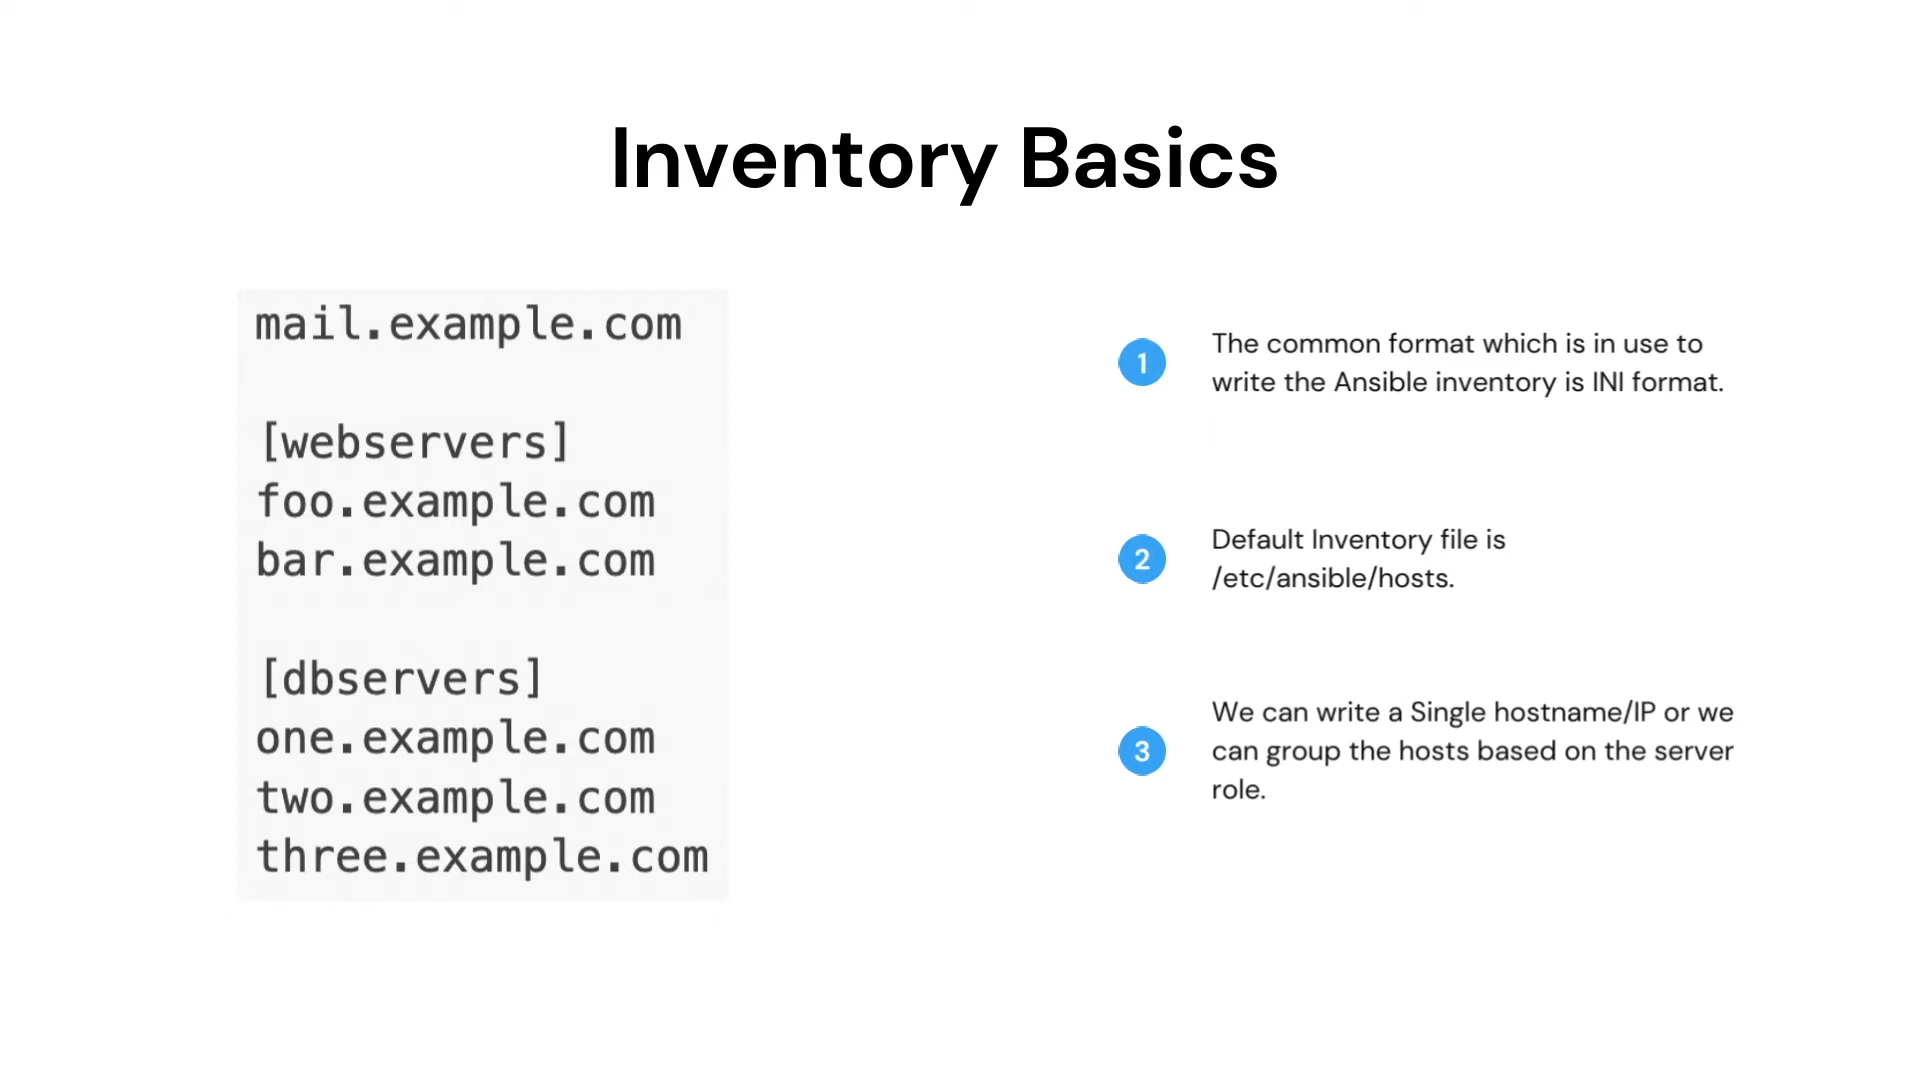 Inventory Basics
mail.example.com
[webservers]
foo.example.com
bar.example.com
[dbservers]
one.example.com
two.example.com
three.example.com
1
The common format which is in use to
write the Ansible inventory is INI format.
2
Default Inventory file is
/etc/ansible/hosts.
3
We can write a Single hostname/IP or we
can group the hosts based on the server
role.